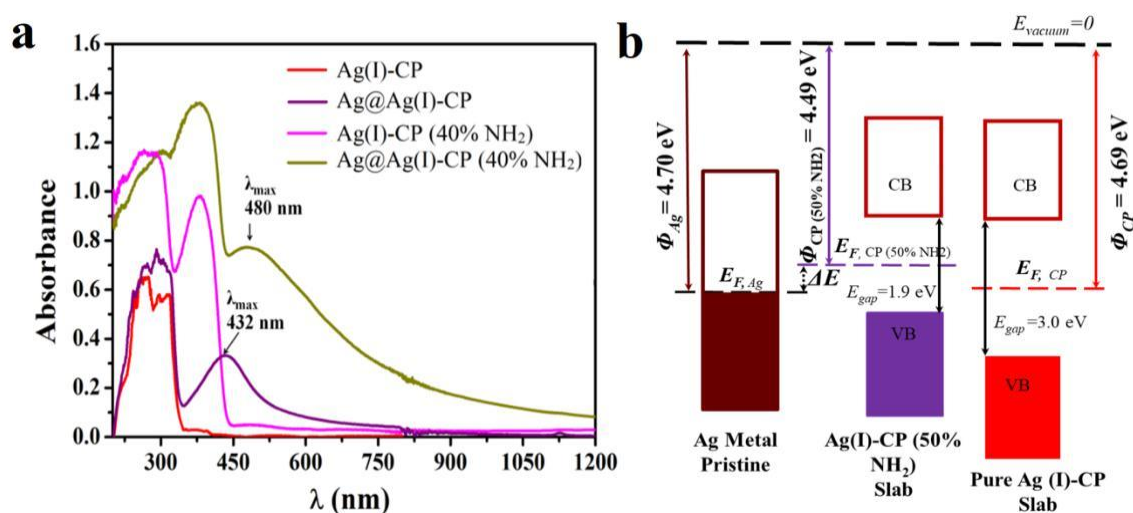 a
1.6
1.4
1.2
1.0
0.8
0.6
0.4
0.2
0.0
Absorbance
300 450 600 750 900 1050 1200
λ (nm)
Ag(I)-CP
Ag@Ag(I)-CP
Ag(I)-CP (40% NH₂)
Ag@Ag(I)-CP (40% NH₂)
λmax
480 nm
λmax
432 nm
b
Evacuum=0
ΦAg = 4.70 eV
ΦCP (50% NH2) = 4.49 eV
ΦCP = 4.69 eV
CB
CB
EF, CP (50% NH2)
EF,Ag
ΔE
EF, CP
Egap=1.9 eV
Egap=3.0 eV
VB
VB
Ag Metal
Pristine
Ag(I)-CP (50%
NH₂)
Slab
Pure Ag (I)-CP
Slab